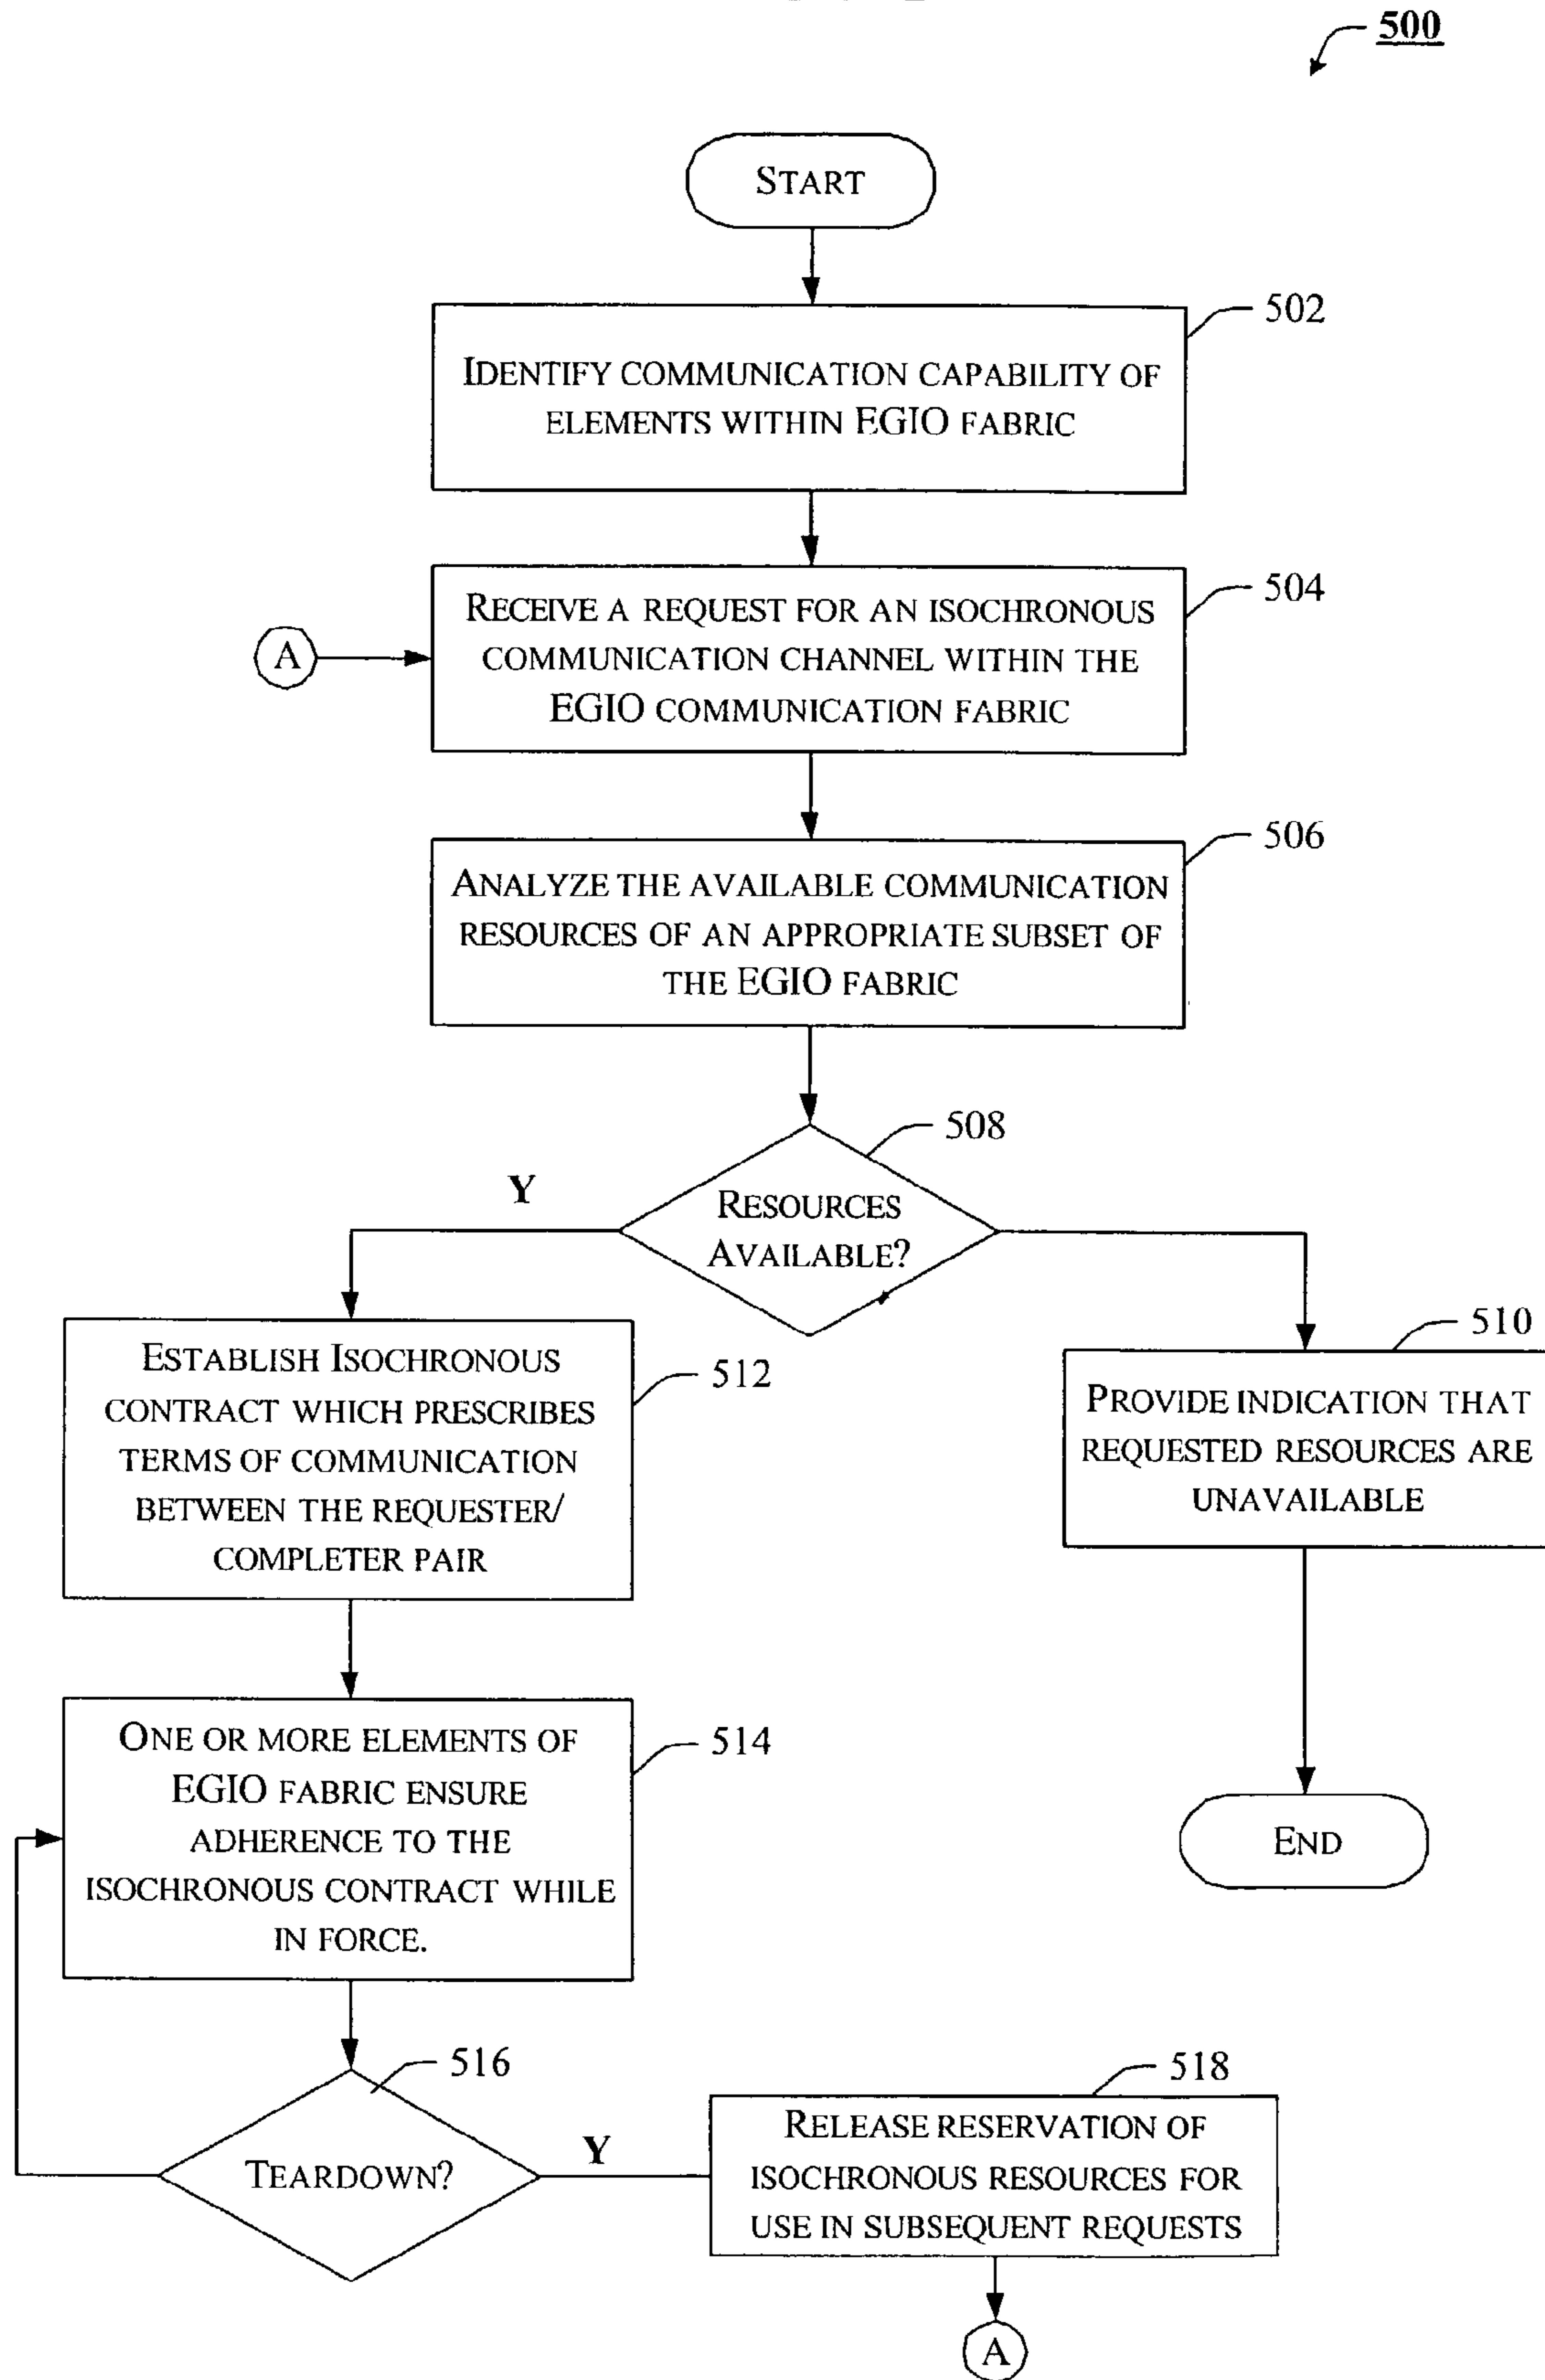 500
START
502
IDENTIFY COMMUNICATION CAPABILITY OF
ELEMENTS WITHIN EGIO FABRIC
504
RECEIVE A REQUEST FOR AN ISOCHRONOUS
COMMUNICATION CHANNEL WITHIN THE
EGIO COMMUNICATION FABRIC
A
506
ANALYZE THE AVAILABLE COMMUNICATION
RESOURCES OF AN APPROPRIATE SUBSET OF
THE EGIO FABRIC
508
RESOURCES
AVAILABLE?
Y
510
PROVIDE INDICATION THAT
REQUESTED RESOURCES ARE
UNAVAILABLE
END
512
ESTABLISH ISOCHRONOUS
CONTRACT WHICH PRESCRIBES
TERMS OF COMMUNICATION
BETWEEN THE REQUESTER/
COMPLETER PAIR
514
ONE OR MORE ELEMENTS OF
EGIO FABRIC ENSURE
ADHERENCE TO THE
ISOCHRONOUS CONTRACT WHILE
IN FORCE.
516
TEARDOWN?
Y
518
RELEASE RESERVATION OF
ISOCHRONOUS RESOURCES FOR
USE IN SUBSEQUENT REQUESTS
A